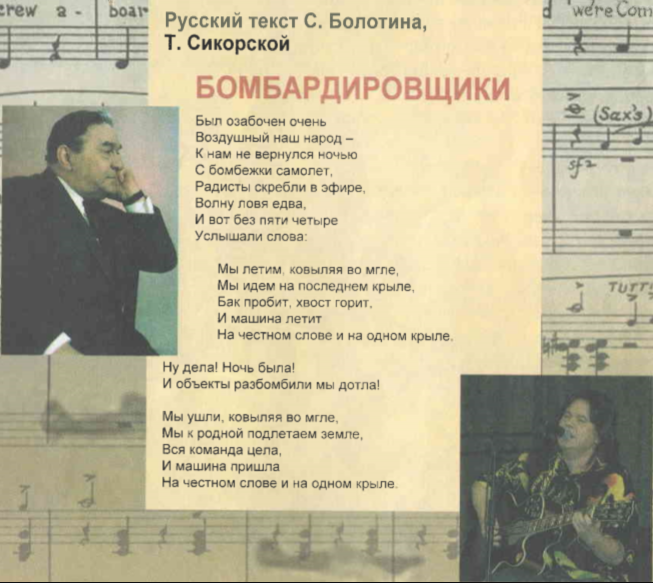 crew a - boar
were Com
Русский текст С. Болотина,
Т. Сикорской
БОМБАРДИРОВЩИКИ
(Sax's)
sfz
TUTTI
Был озабочен очень
Воздушный наш народ –
К нам не вернулся ночью
С бомбежки самолет,
Радисты скребли в эфире,
Волну ловя едва,
И вот без пяти четыре
Услышали слова:
Мы летим, ковыляя во мгле,
Мы идем на последнем крыле,
Бак пробит, хвост горит,
И машина летит
На честном слове и на одном крыле.
Ну дела! Ночь была!
И объекты разбомбили мы дотла!
Мы ушли, ковыляя во мгле,
Мы к родной подлетаем земле,
Вся команда цела,
И машина пришла
На честном слове и на одном крыле.